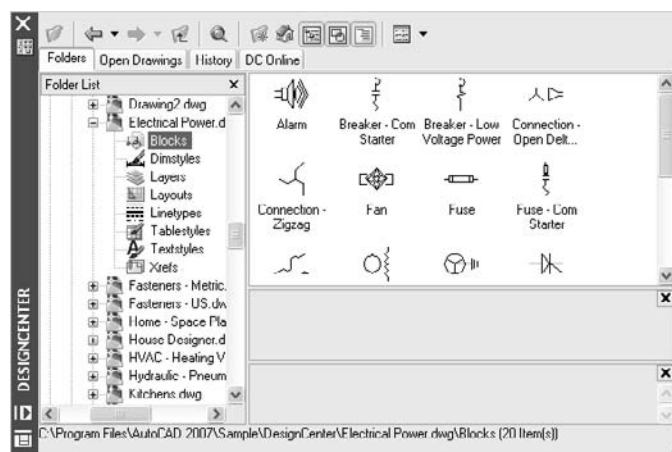 Folders
Open Drawings
History
DC Online
Folder List
Drawing2.dwg
Electrical Power.d
Blocks
Dimstyles
Layers
Layouts
Linetypes
Tablestyles
Textstyles
Xrefs
Fasteners - Metric.
Fasteners - US.dw
Home - Space Pla
House Designer.d
HVAC - Heating V
Hydraulic - Pneum
Kitchens.dwg
Alarm
Breaker - Com
Starter
Breaker - Low
Voltage Power
Connection -
Open Delt...
Connection -
Zigzag
Fan
Fuse
Fuse - Com
Starter
DESIGNCENTER
C:\Program Files\AutoCAD 2007\Sample\DesignCenter\Electrical Power.dwg\Blocks (20 Item(s))